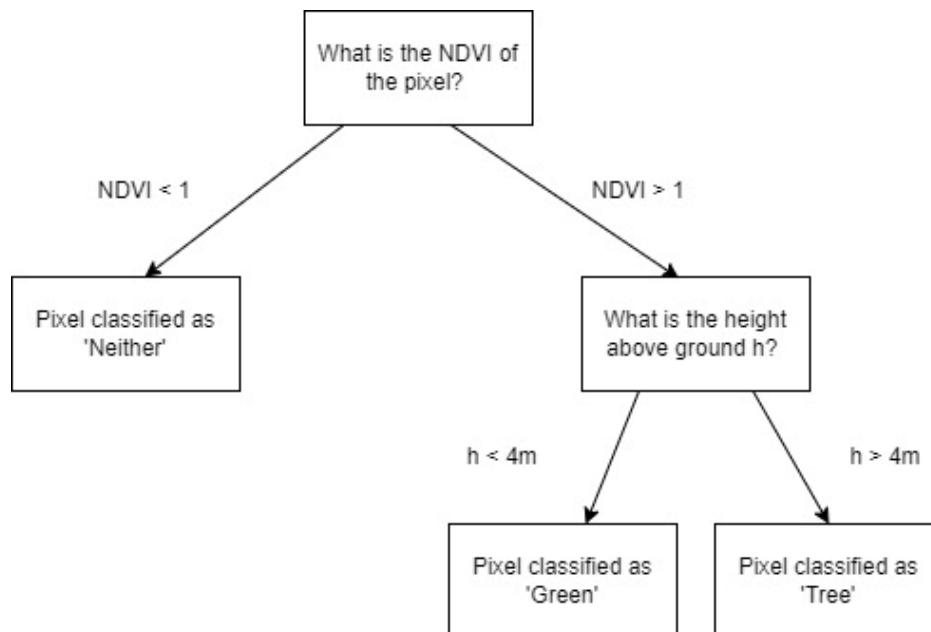 What is the NDVI of
the pixel?
NDVI < 1
NDVI > 1
Pixel classified as
'Neither'
What is the height
above ground h?
h < 4m
h > 4m
Pixel classified as
'Green'
Pixel classified as
'Tree'